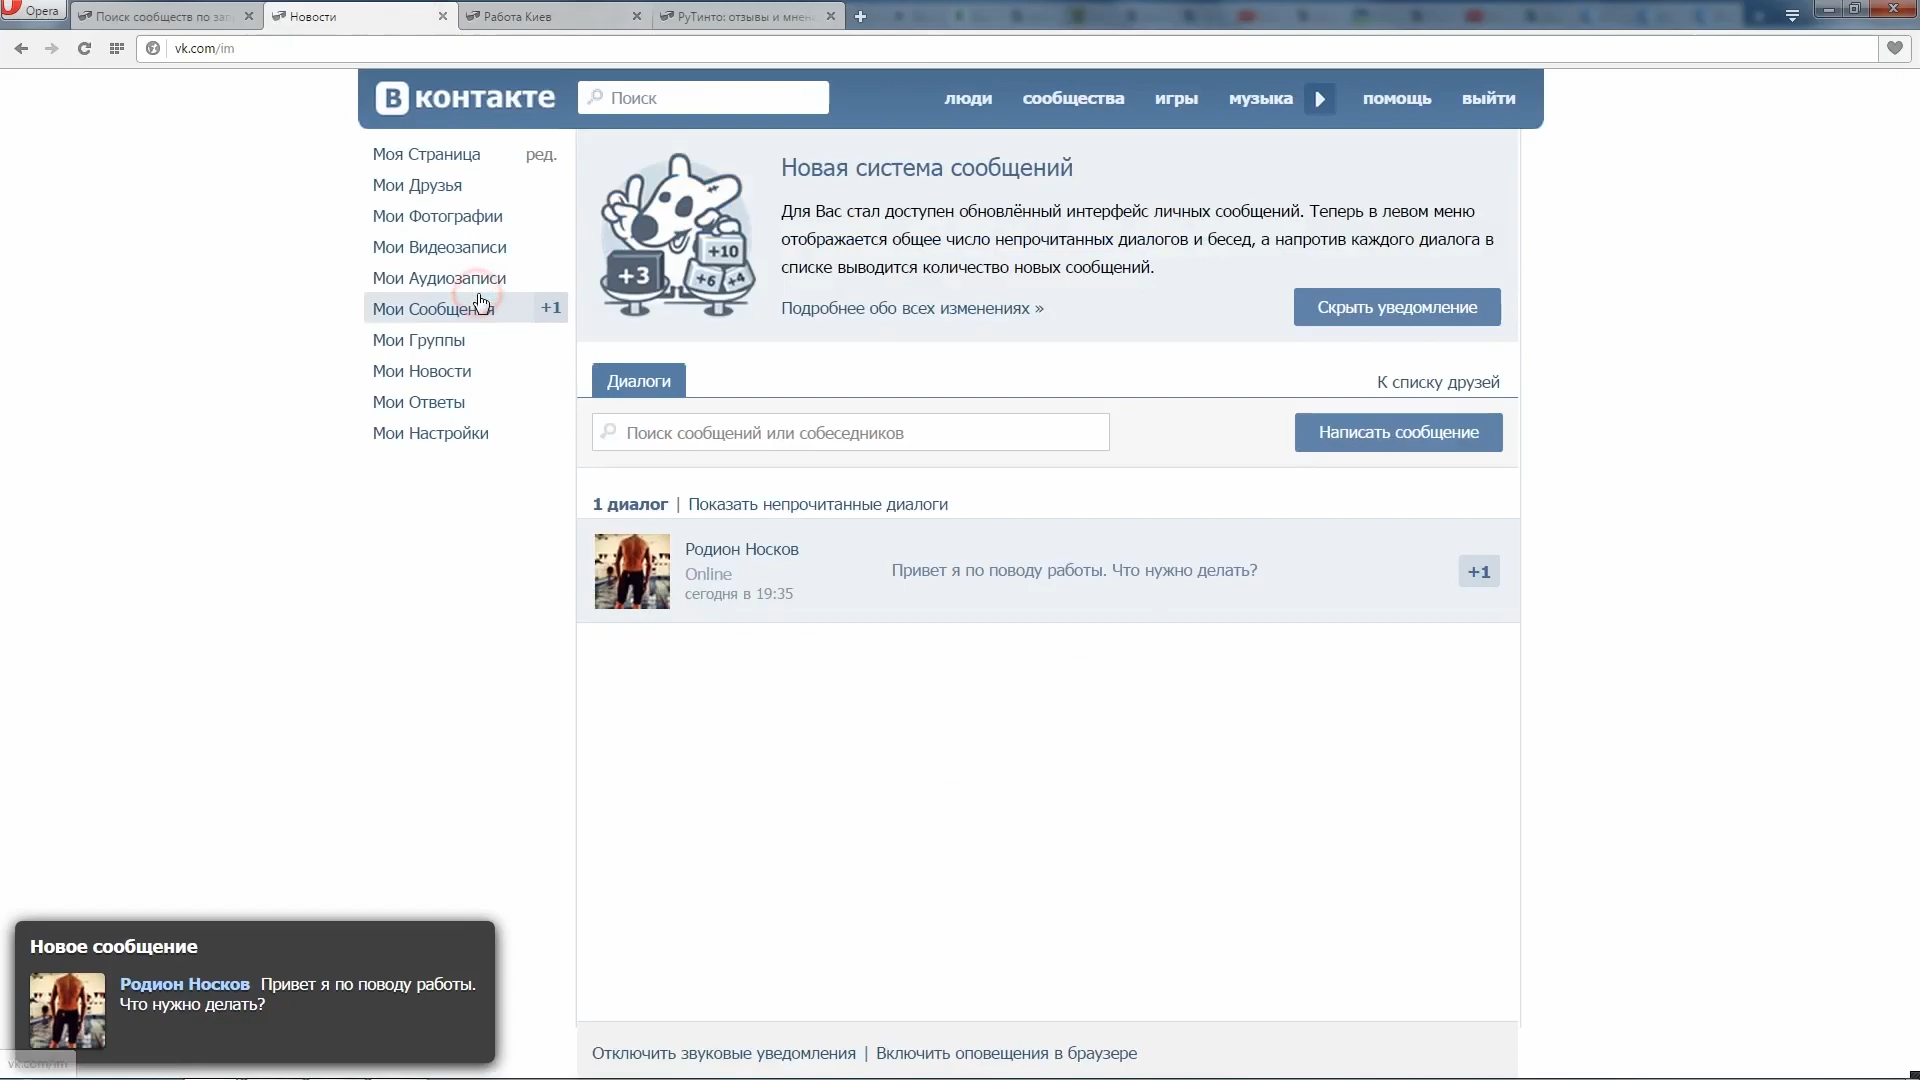 Opera
Поиск сообществ по зап
Новости
Работа Киев
РуТинто: отзывы и мнен
vk.com/im
В контакте
Поиск
люди
сообщества
игры
музыка
помощь
выйти
Моя Страница
ред.
Мои Друзья
Мои Фотографии
Мои Видеозаписи
Мои Аудиозаписи
Мои Сообщения
+1
Мои Группы
Мои Новости
Мои Ответы
Мои Настройки
+3
+10
+6
+4
Новая система сообщений
Для Вас стал доступен обновлённый интерфейс личных сообщений. Теперь в левом меню
отображается общее число непрочитанных диалогов и бесед, а напротив каждого диалога в
списке выводится количество новых сообщений.
Подробнее обо всех изменениях »
Скрыть уведомление
Диалоги
К списку друзей
Поиск сообщений или собеседников
Написать сообщение
1 диалог | Показать непрочитанные диалоги
Родион Носков
Online
сегодня в 19:35
Привет я по поводу работы. Что нужно делать?
+1
Новое сообщение
Родион Носков Привет я по поводу работы.
Что нужно делать?
vk.com/im
Отключить звуковые уведомления | Включить оповещения в браузере